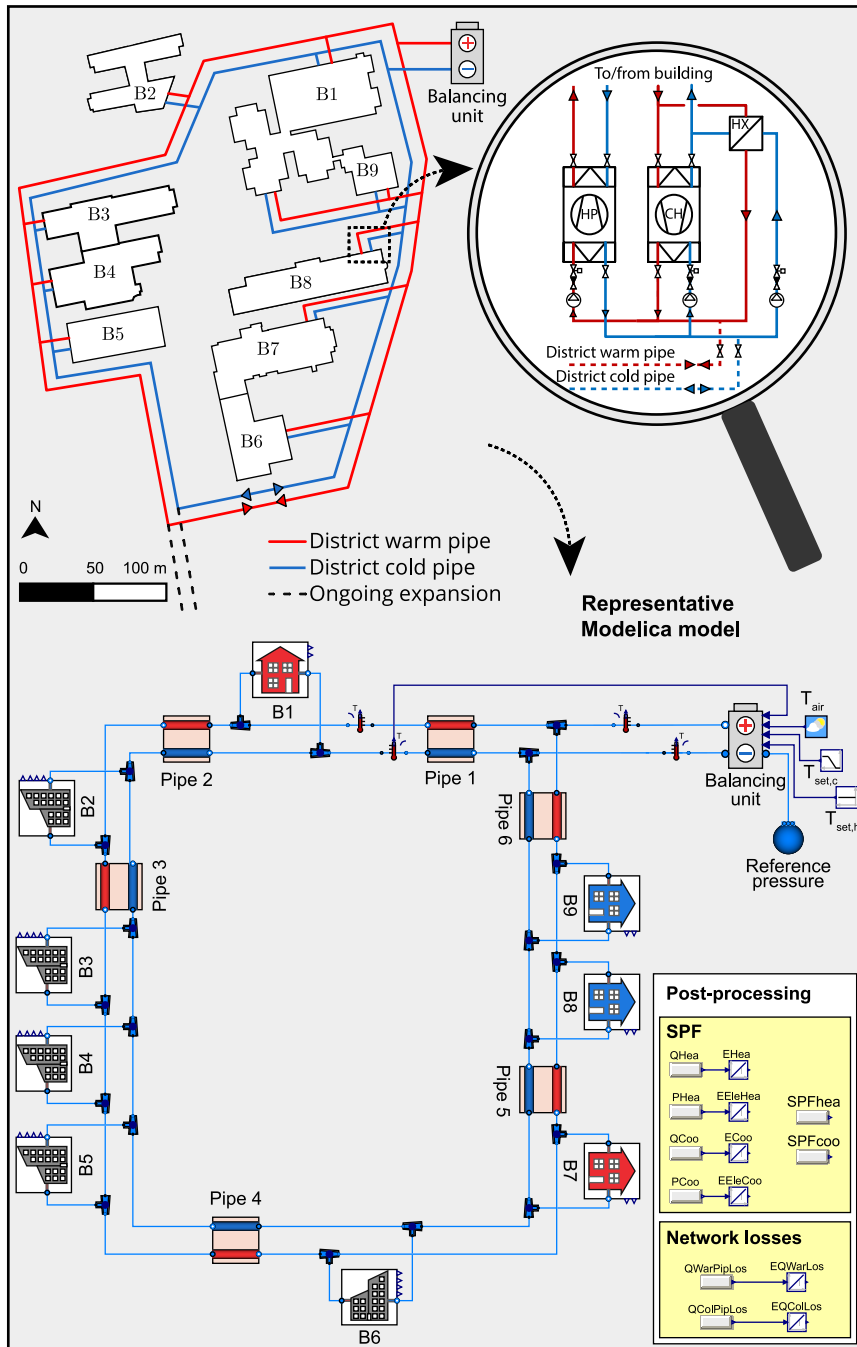 B2
B1
Balancing
unit
To/from building
HX
B9
B3
HP
CH
B4
B8
B5
B7
District warm pipe
District cold pipe
B6
N
0 50 100 m
District warm pipe
District cold pipe
Ongoing expansion
Representative
Modelica model
B1
T
T
T
T
T air
Pipe 2
Pipe 1
Balancing
unit
T set,c
T set,h
B2
Pipe 6
Reference
pressure
Pipe 3
B9
B3
B8
B4
Pipe 5
B5
B7
Pipe 4
B6
Post-processing
SPF
QHea EHea
PHea EEleHea SPFhea
QCoo ECoo SPFcoo
PCoo EEleCoo
Network losses
QWarPipLos EQWarLos
QColPipLos EQColLos